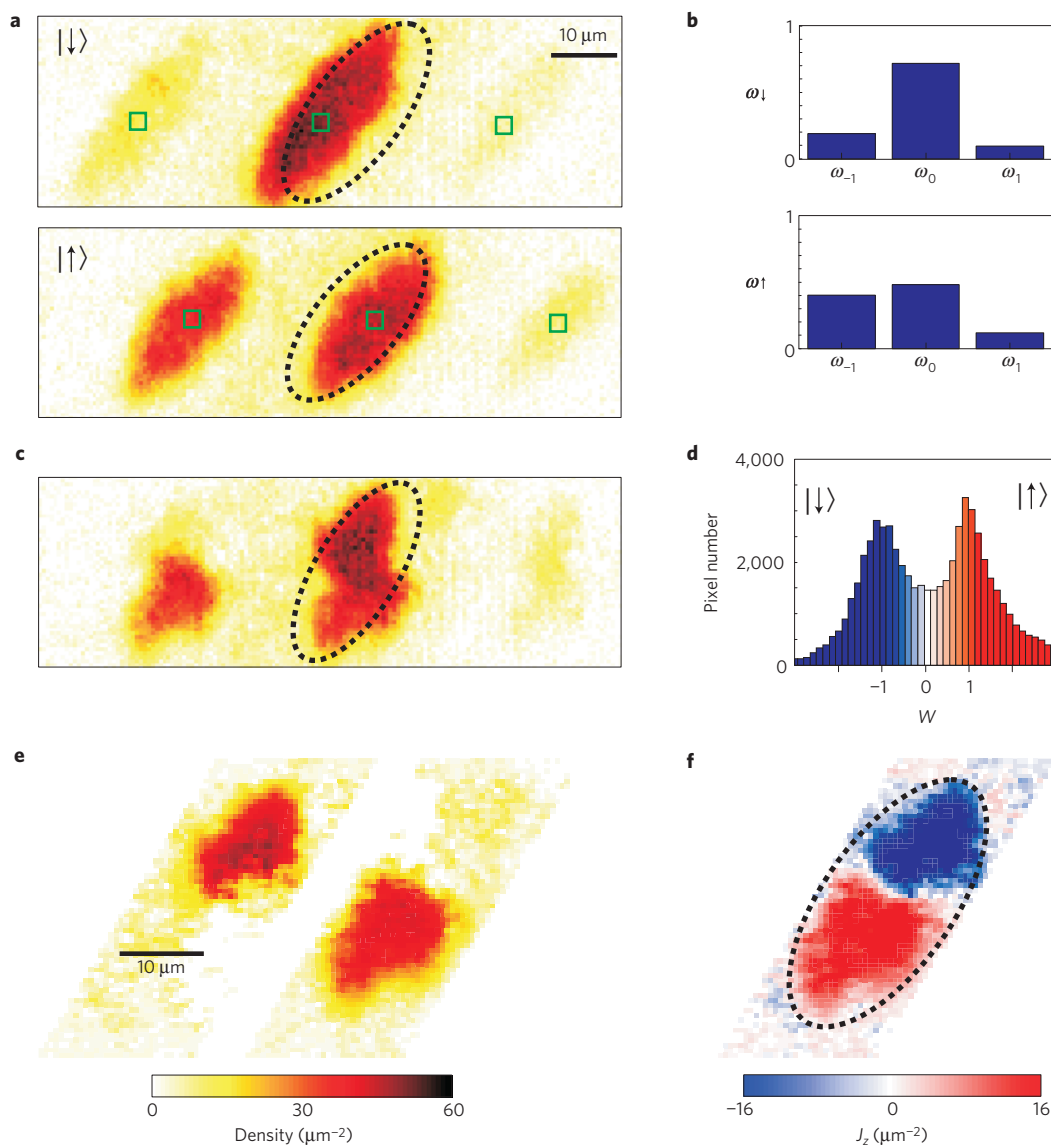 a
|↓⟩
10 μm
b
1
ω↓
0
ω₋₁ ω₀ ω₁
|↑⟩
1
ω↑
0
ω₋₁ ω₀ ω₁
c
d
4,000
|↓⟩ |↑⟩
Pixel number
2,000
0
−1 0 1
W
e
10 μm
f
0 30 60
Density (μm⁻²)
−16 0 16
J_z (μm⁻²)